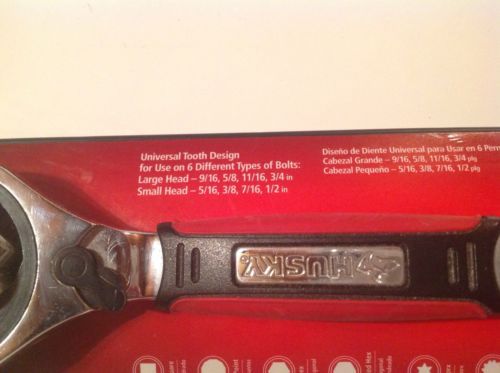 Universal Tooth Design
for Use on 6 Different Types of Bolts:
Large Head – 9/16, 5/8, 11/16, 3/4 in
Small Head – 5/16, 3/8, 7/16, 1/2 in
Diseño de Diente Universal para Usar en 6
Cabezal Grande – 9/16, 5/8, 11/16, 3/4 plg
Cabezal Pequeño – 5/16, 3/8, 7/16, 1/2 plg
HUSKY